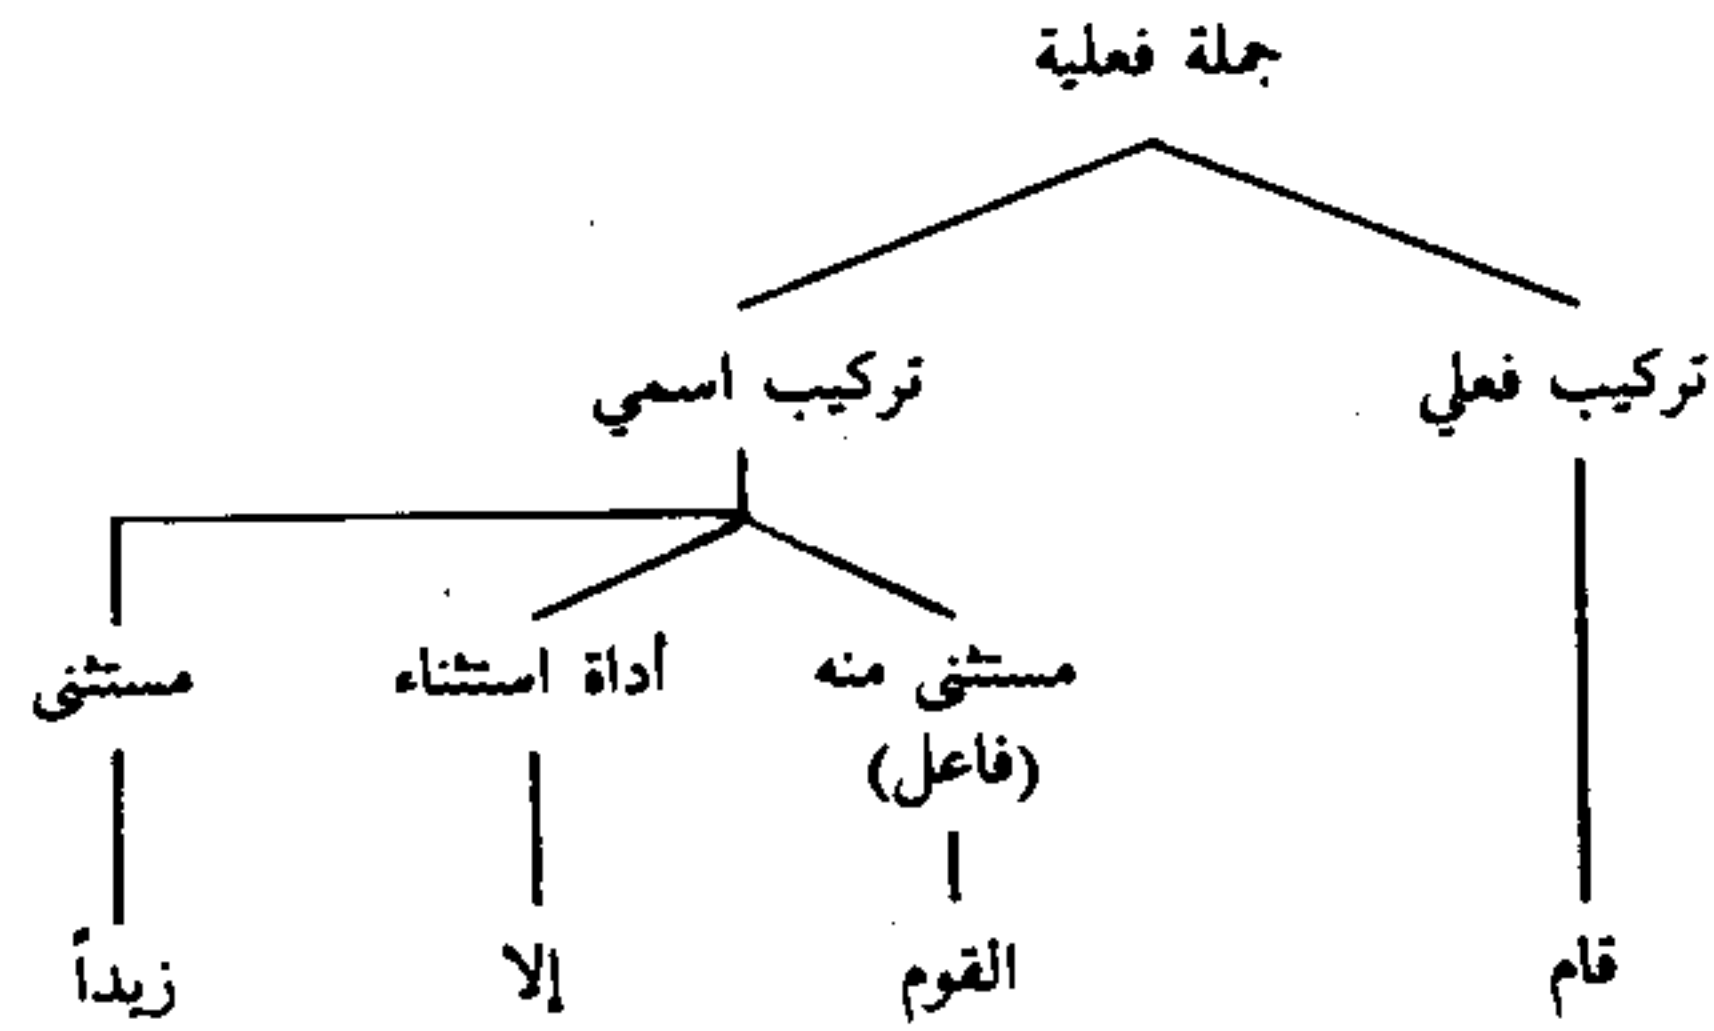 جملة فعلية
تركيب فعلي تركيب اسمي
مستثنى منه أداة استثناء مستثنى
(فاعل)
قام القوم إلا زيداً